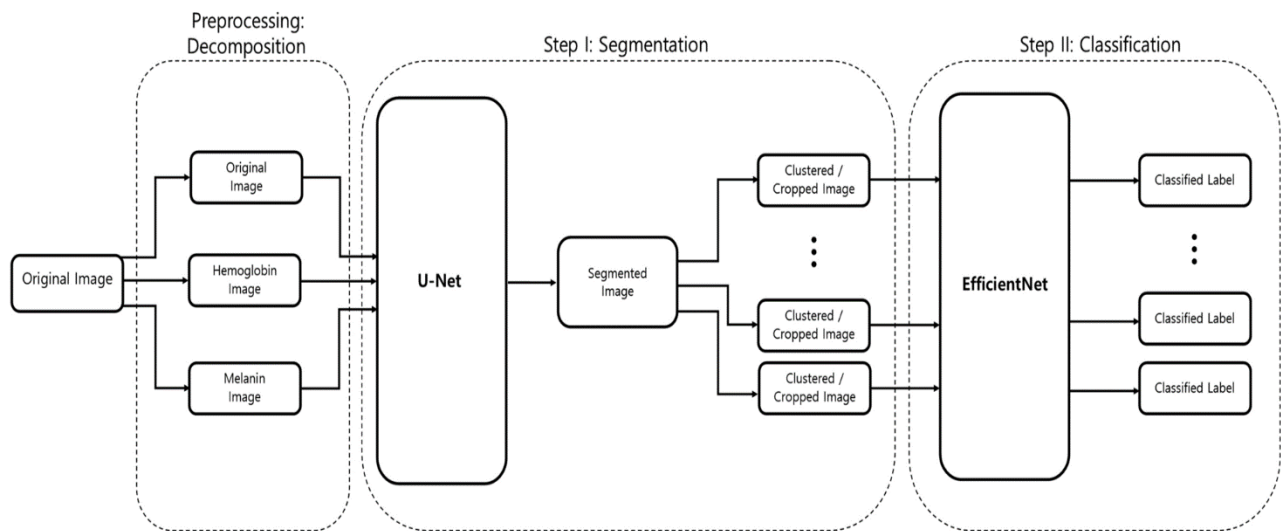 Preprocessing:
Decomposition
Step I: Segmentation
Step II: Classification
Original Image
Original
Image
Hemoglobin
Image
Melanin
Image
U-Net
Segmented
Image
Clustered /
Cropped Image
Clustered /
Cropped Image
Clustered /
Cropped Image
EfficientNet
Classified Label
Classified Label
Classified Label